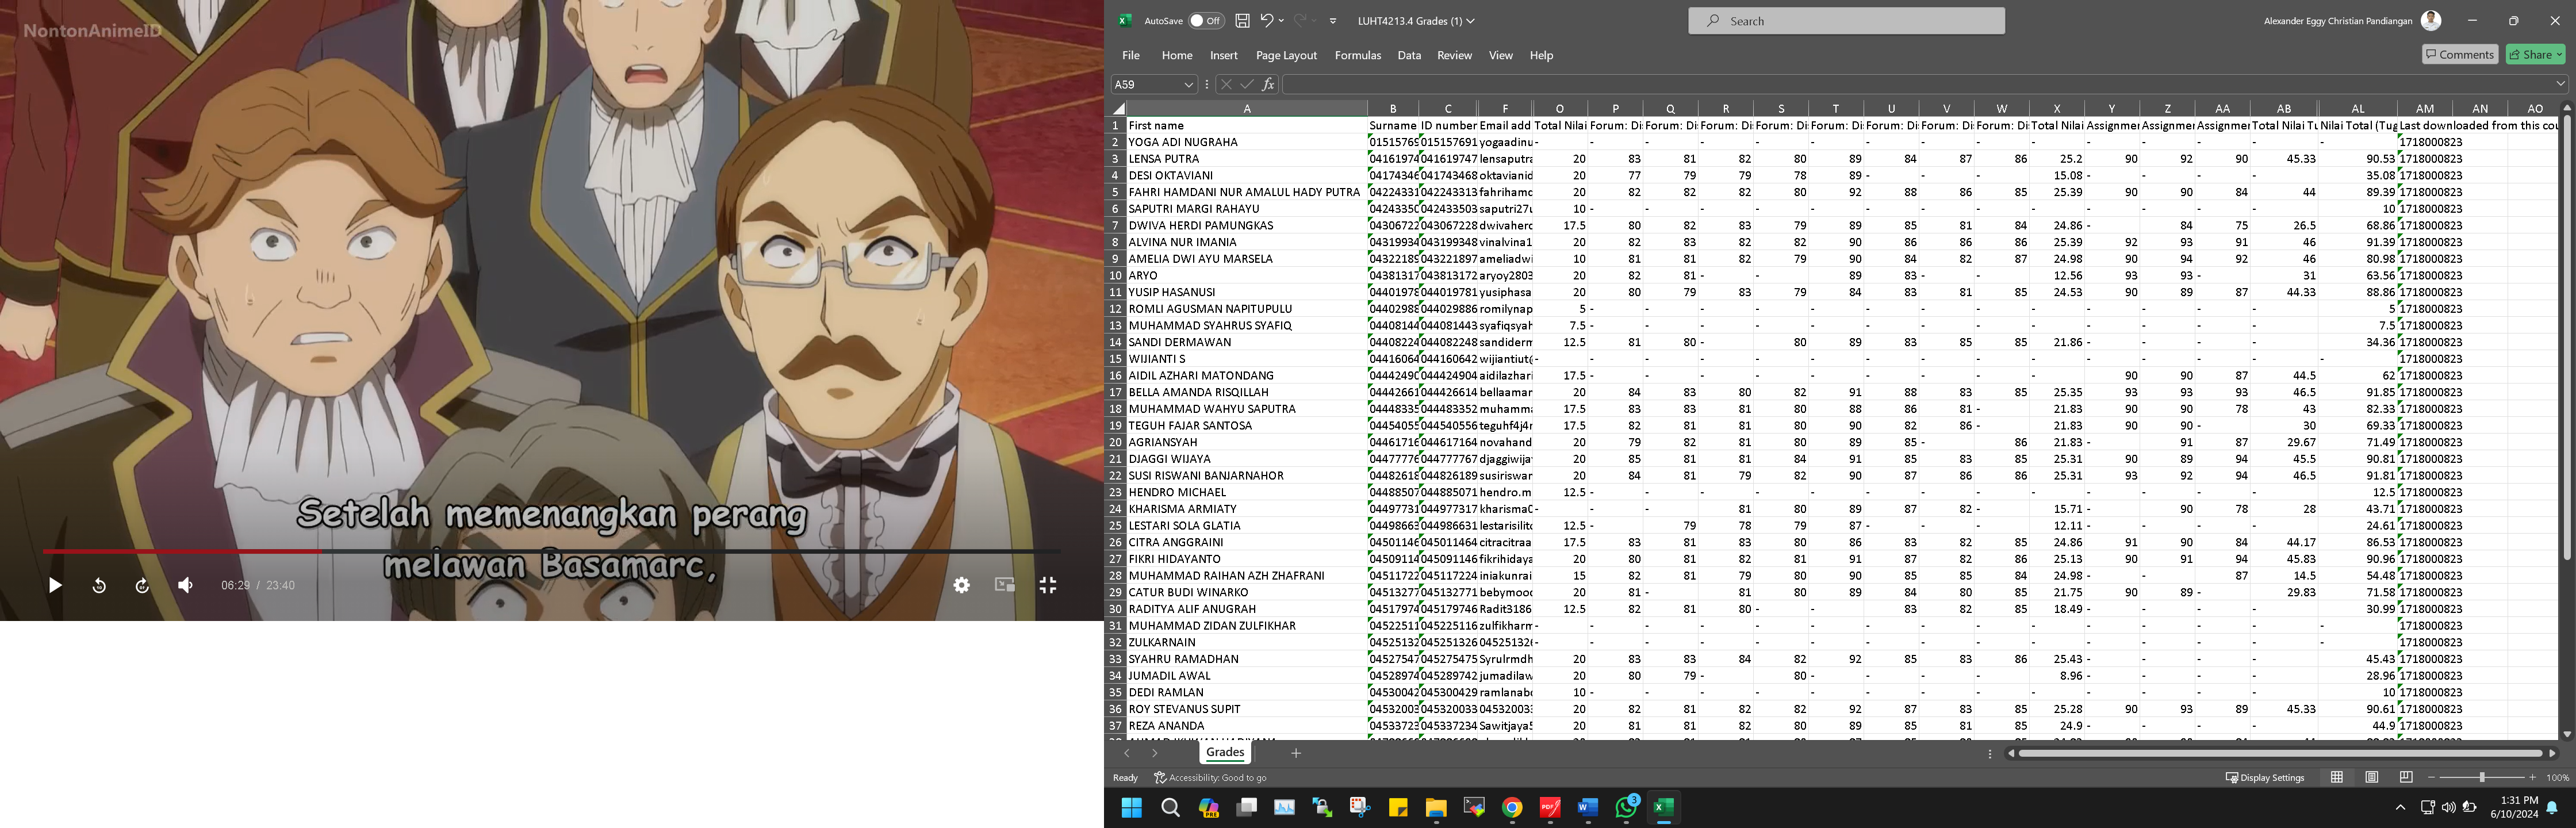 NontonAnimeID
Setelah memenangkan perang
melawan Basamarc,
06:29 / 23:40
AutoSave Off LUHT4213.4 Grades (1) Search Alexander Eggy Christian Pandiangan
File Home Insert Page Layout Formulas Data Review View Help Comments Share
A59 fx
A B C F O P Q R S T U V W X Y Z AA AB AL AM AN AO
1 First name Surname ID number Email add Total Nilai Forum: Di Forum: Di Forum: Di Forum: Di Forum: Di Forum: Di Forum: Di Forum: Di Total Nilai Assignmer Assignmer Assignmer Total Nilai Tu Nilai Total (Tug Last downloaded from this cou
2 YOGA ADI NUGRAHA 01515769 015157691 yogaadinu - - - - - - - - - - - - - - - 1718000823
3 LENSA PUTRA 04161974 041619747 lensaputra 20 83 81 82 80 89 84 87 86 25.2 90 92 90 45.33 90.53 1718000823
4 DESI OKTAVIANI 04174346 041743468 oktavianid 20 77 79 79 78 89 - - - 15.08 - - - - 35.08 1718000823
5 FAHRI HAMDANI NUR AMALUL HADY PUTRA 04224331 042243313 fahrihamd 20 82 82 82 80 92 88 86 85 25.39 90 90 84 44 89.39 1718000823
6 SAPUTRI MARGI RAHAYU 04243350 042433503 saputri27u 10 - - - - - - - - - - - - - 10 1718000823
7 DWIVA HERDI PAMUNGKAS 04306722 043067228 dwivaherd 17.5 80 82 83 79 89 85 81 84 24.86 - 84 75 26.5 68.86 1718000823
8 ALVINA NUR IMANIA 04319934 043199348 vinalvina1 20 82 83 82 82 90 86 86 86 25.39 92 93 91 46 91.39 1718000823
9 AMELIA DWI AYU MARSELA 04322189 043221897 ameliadwi 10 81 81 82 79 90 84 82 87 24.98 90 94 92 46 80.98 1718000823
10 ARYO 04381317 043813172 aryoy2803 20 82 81 - - 89 83 - - 12.56 93 93 - 31 63.56 1718000823
11 YUSIP HASANUSI 04401978 044019781 yusiphasa 20 80 79 83 79 84 83 81 85 24.53 90 89 87 44.33 88.86 1718000823
12 ROMLI AGUSMAN NAPITUPULU 04402988 044029886 romilynap 5 - - - - - - - - - - - - - 5 1718000823
13 MUHAMMAD SYAHRUS SYAFIQ 04408144 044081443 syafiqsyah 7.5 - - - - - - - - - - - - - 7.5 1718000823
14 SANDI DERMAWAN 04408224 044082248 sandiderm 12.5 81 80 - 80 89 83 85 85 21.86 - - - - 34.36 1718000823
15 WIJIANTI S 04416064 044160642 wijiantiut@ - - - - - - - - - - - - - - - 1718000823
16 AIDIL AZHARI MATONDANG 04442490 044424904 aidilazhari 17.5 - - - - - - - - - 90 90 87 44.5 62 1718000823
17 BELLA AMANDA RISQILLAH 04442661 044426614 bellaaman 20 84 83 80 82 91 88 83 85 25.35 93 93 93 46.5 91.85 1718000823
18 MUHAMMAD WAHYU SAPUTRA 04448335 044483352 muhamma 17.5 83 83 81 80 88 86 81 - 21.83 90 90 78 43 82.33 1718000823
19 TEGUH FAJAR SANTOSA 04454055 044540556 teguhf4j4r 17.5 82 81 81 80 90 82 86 - 21.83 90 90 - 30 69.33 1718000823
20 AGRIANSYAH 04461716 044617164 novahand 20 79 82 81 80 89 89 85 - 86 21.83 - 91 87 29.67 71.49 1718000823
21 DJAGGI WIJAYA 04477776 044777767 djaggiwija 20 85 81 81 84 91 85 83 85 25.31 90 89 94 45.5 90.81 1718000823
22 SUSI RISWANI BANJARNAHOR 04482618 044826189 susiriswan 20 84 81 79 82 90 87 86 86 25.31 93 92 94 46.5 91.81 1718000823
23 HENDRO MICHAEL 04488507 044885071 hendro.m 12.5 - - - - - - - - - - - - - 12.5 1718000823
24 KHARISMA ARMIATY 04497731 044977317 kharisma0 - - - 81 80 89 87 82 - 15.71 - 90 78 28 43.71 1718000823
25 LESTARI SOLA GLATIA 04498663 044986631 lestarisilit 12.5 - 79 78 79 87 - - - 12.11 - - - - 24.61 1718000823
26 CITRA ANGGRAINI 04501146 045011464 citracitraa 17.5 83 81 83 80 86 83 82 85 24.86 91 90 84 44.17 86.53 1718000823
27 FIKRI HIDAYANTO 04509114 045091146 fikrihidaya 20 80 81 82 81 91 87 82 86 25.13 90 91 94 45.83 90.96 1718000823
28 MUHAMMAD RAIHAN AZH ZHAFRANI 04511722 045117224 iniakunrai 15 82 81 79 80 90 85 85 84 24.98 - - 87 14.5 54.48 1718000823
29 CATUR BUDI WINARKO 04513277 045132771 bebymood 20 81 - 81 80 89 84 80 85 21.75 90 89 - 29.83 71.58 1718000823
30 RADITYA ALIF ANUGRAH 04517974 045179746 Radit3186 12.5 82 81 80 - - 83 82 85 18.49 - - - - 30.99 1718000823
31 MUHAMMAD ZIDAN ZULFIKHAR 04522511 045225116 zulfikharm - - - - - - - - - - - - - - - 1718000823
32 ZULKARNAIN 04525132 045251326 04525132 - - - - - - - - - - - - - - - 1718000823
33 SYAHRU RAMADHAN 04527547 045275475 Syrulrmdh 20 83 83 84 82 92 85 83 86 25.43 - - - - 45.43 1718000823
34 JUMADIL AWAL 04528974 045289742 jumadilaw 20 80 79 - 80 - - - - 8.96 - - - - 28.96 1718000823
35 DEDI RAMLAN 04530042 045300429 ramlanabd 10 - - - - - - - - - - - - - 10 1718000823
36 ROY STEVANUS SUPIT 04532003 045320033 04532003 20 82 81 82 82 92 87 83 85 25.28 90 93 89 45.33 90.61 1718000823
37 REZA ANANDA 04533723 045337234 Sawitjaya5 20 81 81 82 80 89 85 81 85 24.9 - - - - 44.9 1718000823
Grades
Ready Accessibility: Good to go Display Settings 100%
PRE PDF 3 1:31 PM
6/10/2024